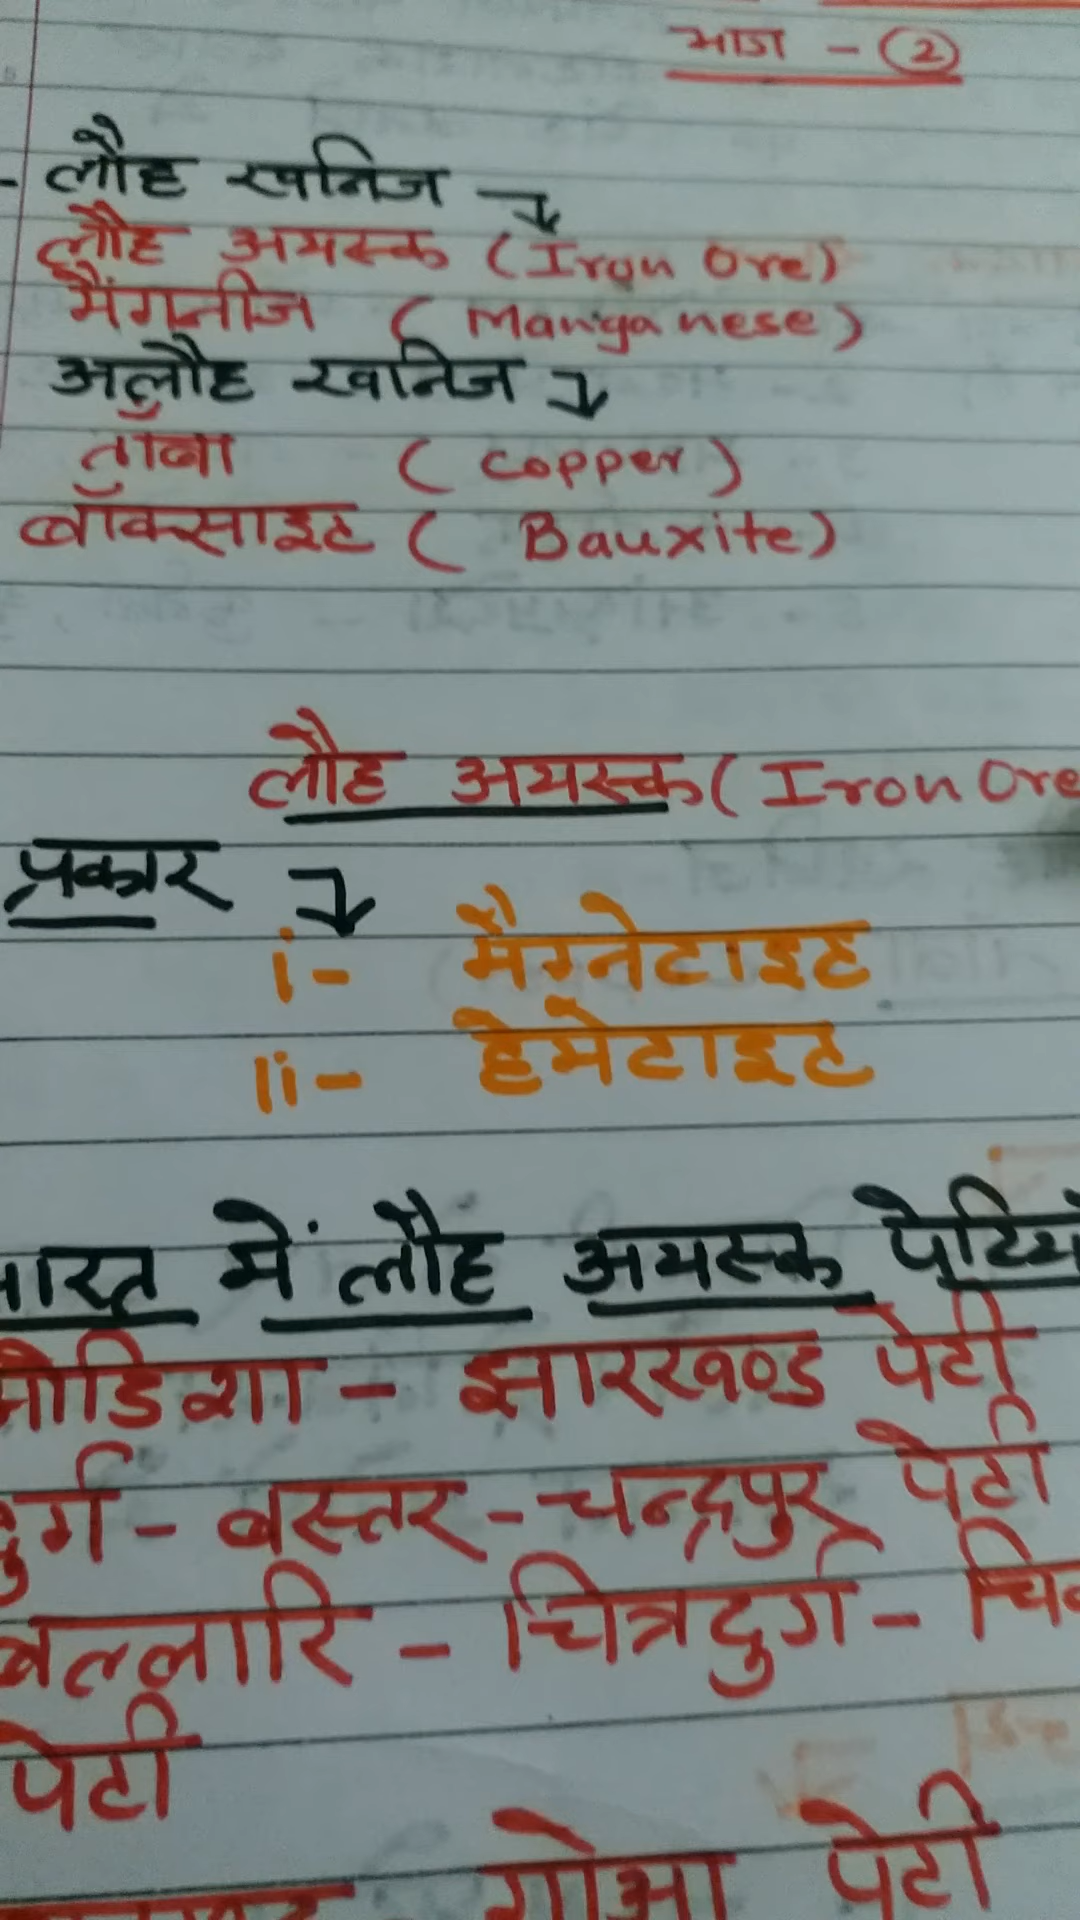 भाग - ②
- लौह खनिज ↴
लौह अयस्क (Iron Ore)
मैंगनीज (Manganese)
अलौह खनिज ↴
ताँबा (Copper)
बॉक्साइट (Bauxite)
लौह अयस्क (Iron Ore
प्रकार ↴
i- मैग्नेटाइट
ii- हेमेटाइट
में लौह अयस्क
झारखण्ड पेटी
- बस्तर - चन्द्रपुर पेटी
- चित्रदुर्ग -
पेटी
गोआ पेटी